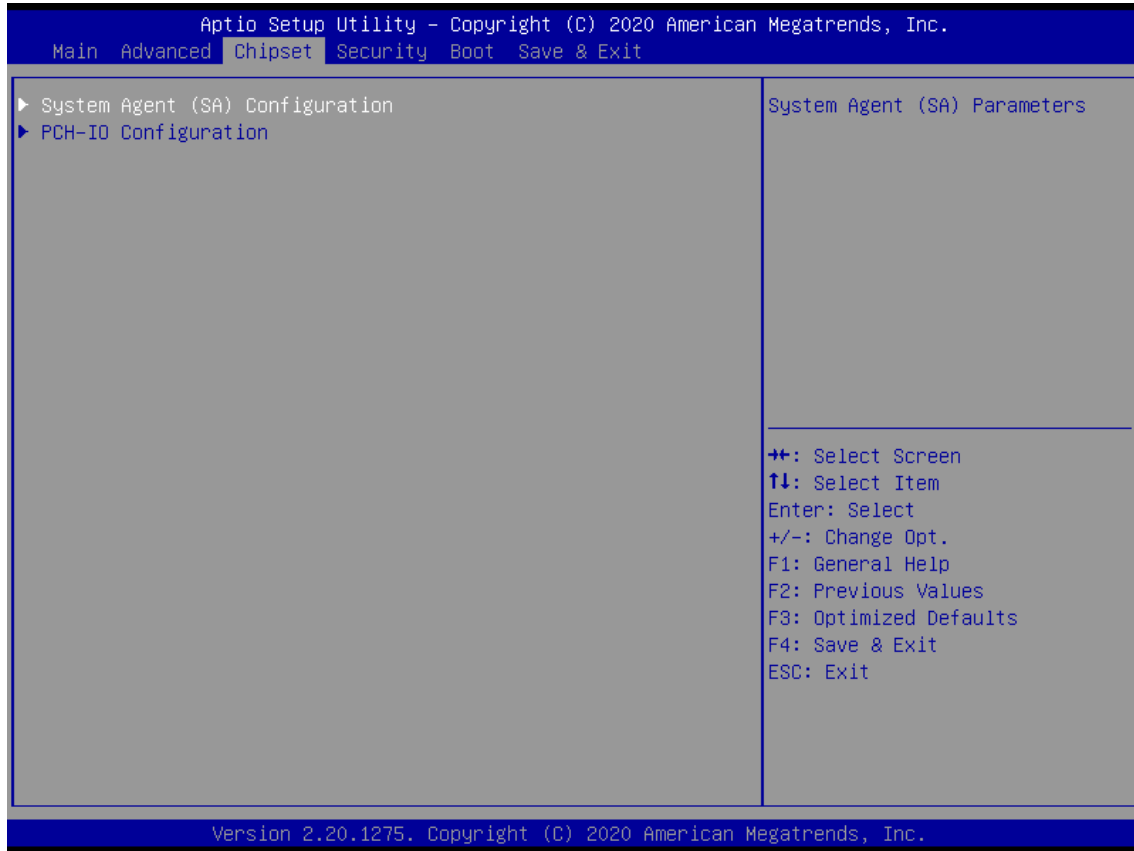 Aptio Setup Utility – Copyright (C) 2020 American Megatrends, Inc.
Main Advanced Chipset Security Boot Save & Exit
▶ System Agent (SA) Configuration
▶ PCH-IO Configuration
System Agent (SA) Parameters
→←: Select Screen
↑↓: Select Item
Enter: Select
+/-: Change Opt.
F1: General Help
F2: Previous Values
F3: Optimized Defaults
F4: Save & Exit
ESC: Exit
Version 2.20.1275. Copyright (C) 2020 American Megatrends, Inc.